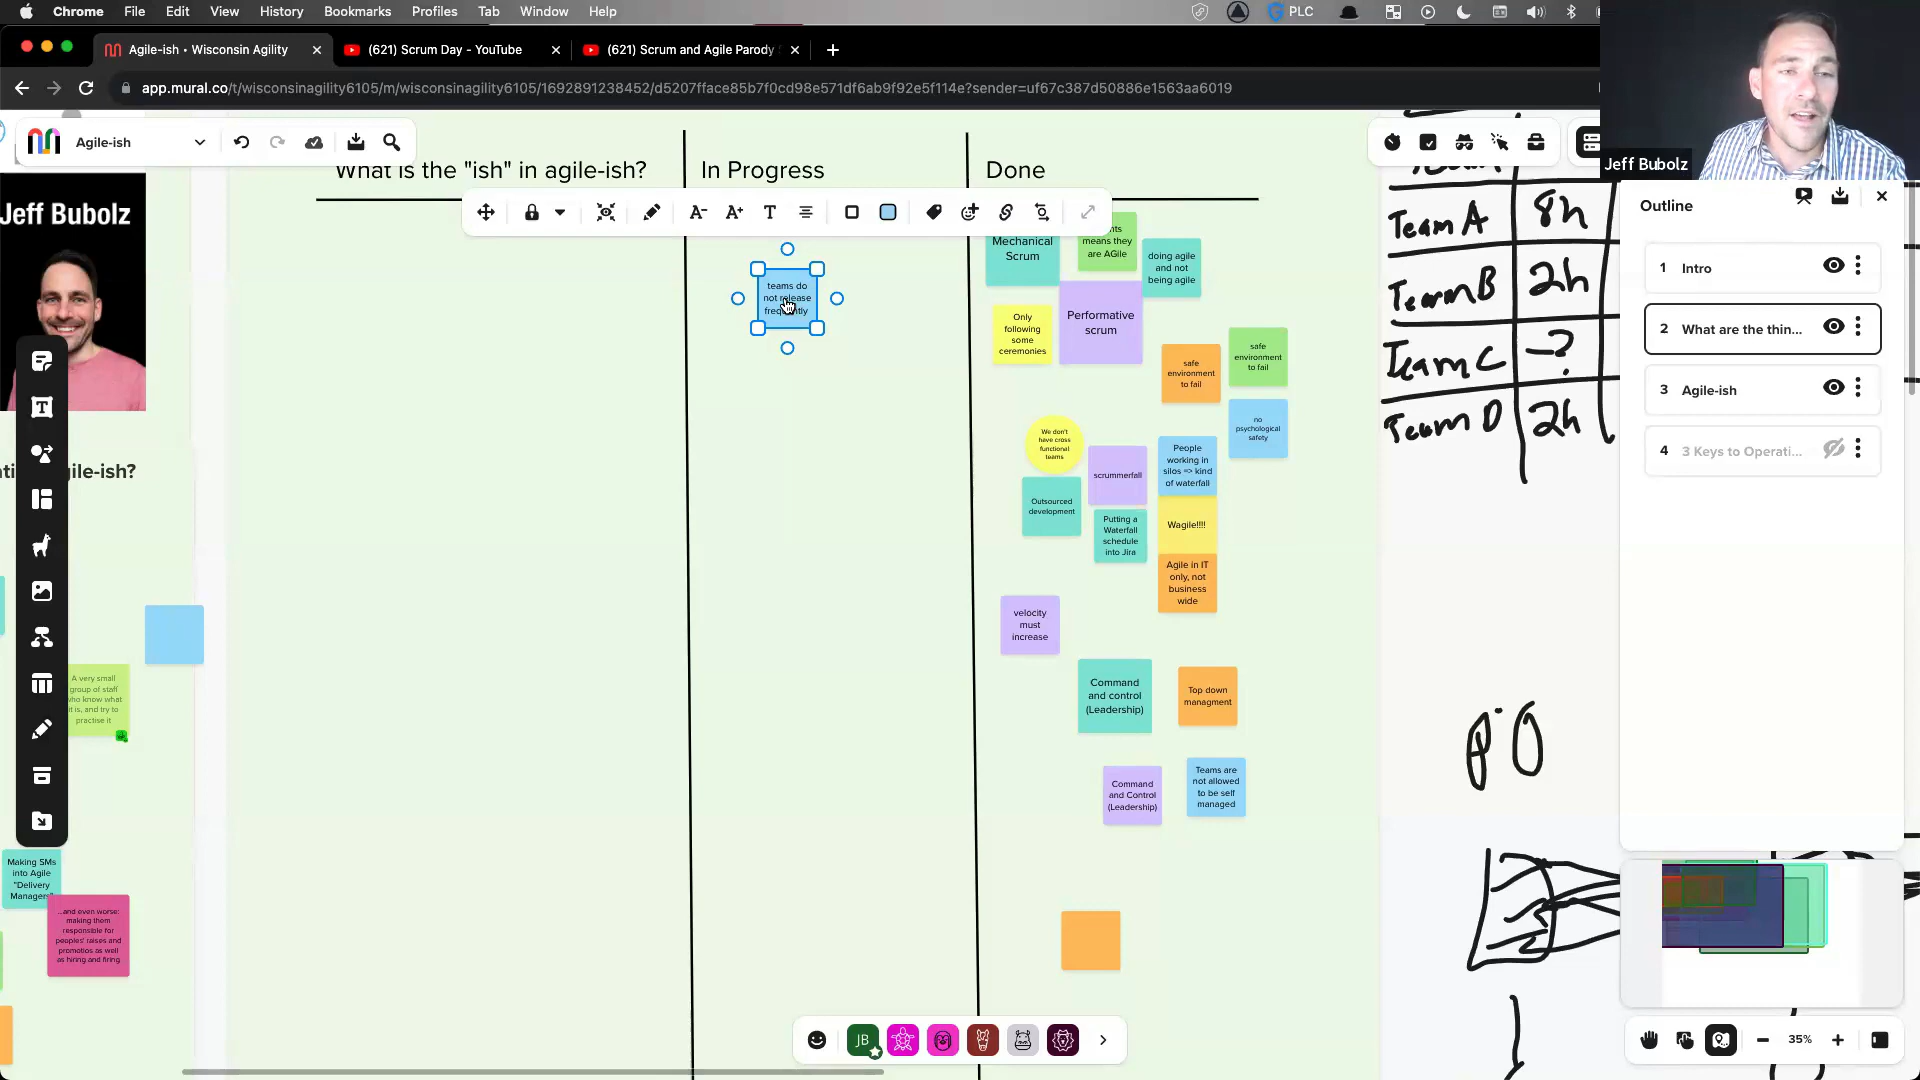 Chrome File Edit View History Bookmarks Profiles Tab Window Help
PLC
Agile-ish • Wisconsin Agility
(621) Scrum Day - YouTube
(621) Scrum and Agile Parody
app.mural.co/t/wisconsinagility6105/m/wisconsinagility6105/1692891238452/d5207fface85b7f0cd98e571df6ab9f92e5f114e?sender=uf67c387d50886e1563aa6019
Jeff Bubolz
Agile-ish
What is the "ish" in agile-ish?
In Progress
Done
Jeff Bubolz
gile-ish?
teams do
not release
frequently
Mechanical
Scrum
means they
are AGile
doing agile
and not
being agile
Only
following
some
ceremonies
Performative
scrum
safe
environment
to fail
safe
environment
to fail
no
psychological
safety
We don't
have cross
functional
teams
scrummerfall
People
working in
silos => kind
of waterfall
Outsourced
development
Putting a
Waterfall
schedule
into Jira
Wagile!!!!
Agile in IT
only, not
business
wide
velocity
must
increase
Command
and control
(Leadership)
Top down
managment
Command
and Control
(Leadership)
Teams are
not allowed
to be self
managed
A very small
group of staff
who know what
it is, and try to
practise it
Making SMs
into Agile
"Delivery
Managers"
...and even worse:
making them
responsible for
peoples' raises and
promotios as well
as hiring and firing
Team A 8h
Team B 2h
Team C -?
Team D 2h
Outline
1 Intro
2 What are the thin...
3 Agile-ish
4 3 Keys to Operati...
JB
35%